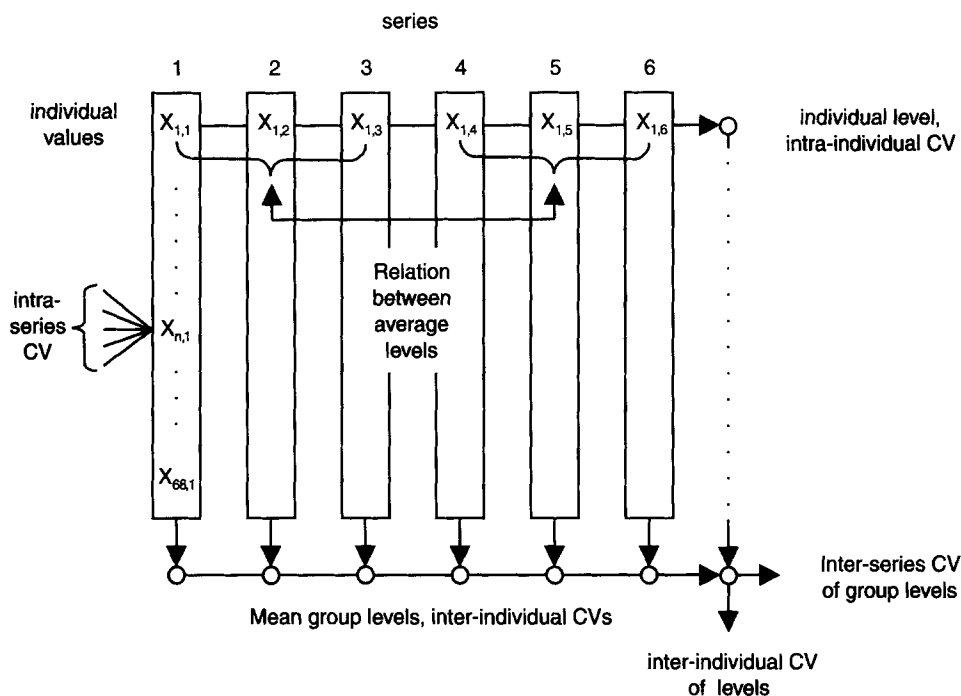 series
1 2 3 4 5 6
individual values
X1,1 X1,2 X1,3 X1,4 X1,5 X1,6
individual level,
intra-individual CV
Relation
between
average
levels
intra-
series
CV
Xn,1
X68,1
Mean group levels, inter-individual CVs
Inter-series CV
of group levels
inter-individual CV
of levels